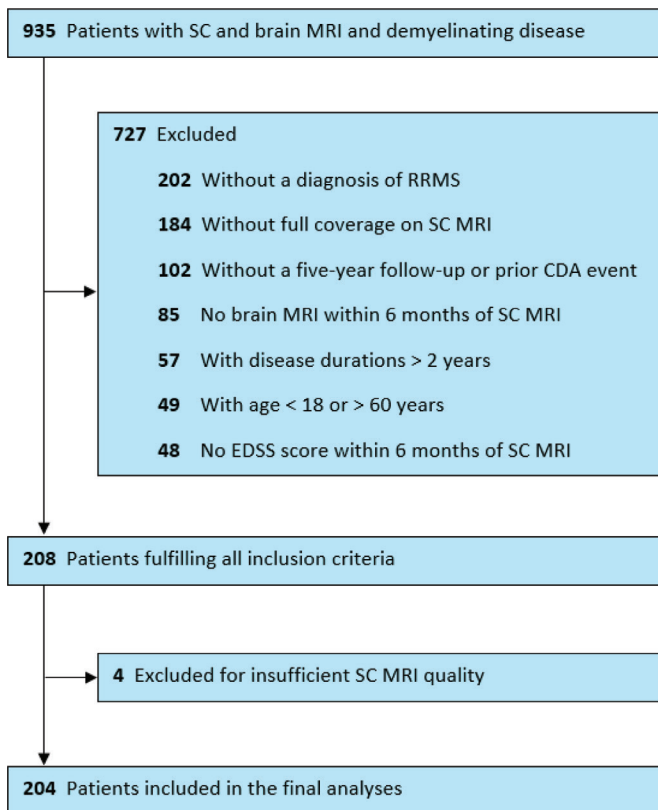 935 Patients with SC and brain MRI and demyelinating disease
727 Excluded
202 Without a diagnosis of RRMS
184 Without full coverage on SC MRI
102 Without a five-year follow-up or prior CDA event
85 No brain MRI within 6 months of SC MRI
57 With disease durations > 2 years
49 With age < 18 or > 60 years
48 No EDSS score within 6 months of SC MRI
208 Patients fulfilling all inclusion criteria
4 Excluded for insufficient SC MRI quality
204 Patients included in the final analyses